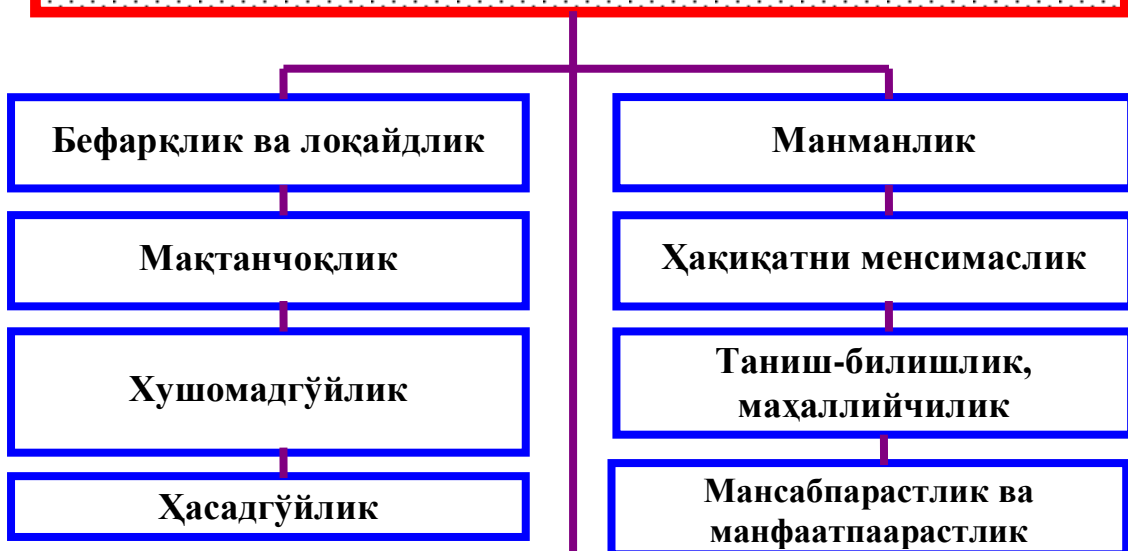 Бефарқлик ва лоқайдлик
Мақтанчоқлик
Хушомадгўйлик
Ҳасадгўйлик
Манманлик
Ҳақиқатни менсимаслик
Таниш-билишлик,
маҳаллийчилик
Мансабпарастлик ва
манфаатпаарастлик